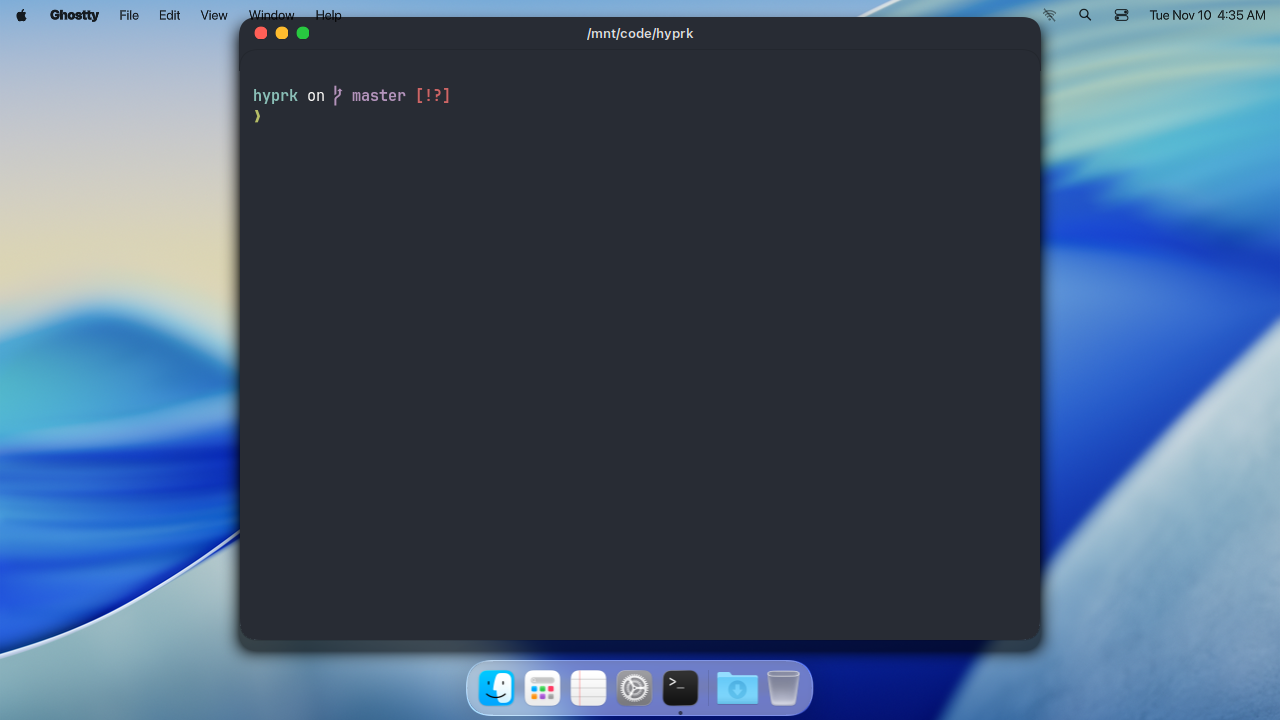 Ghostty File Edit View Window Help Tue Nov 10 4:35 AM
/mnt/code/hyprk
hyprk on master [!?]
❯
>_